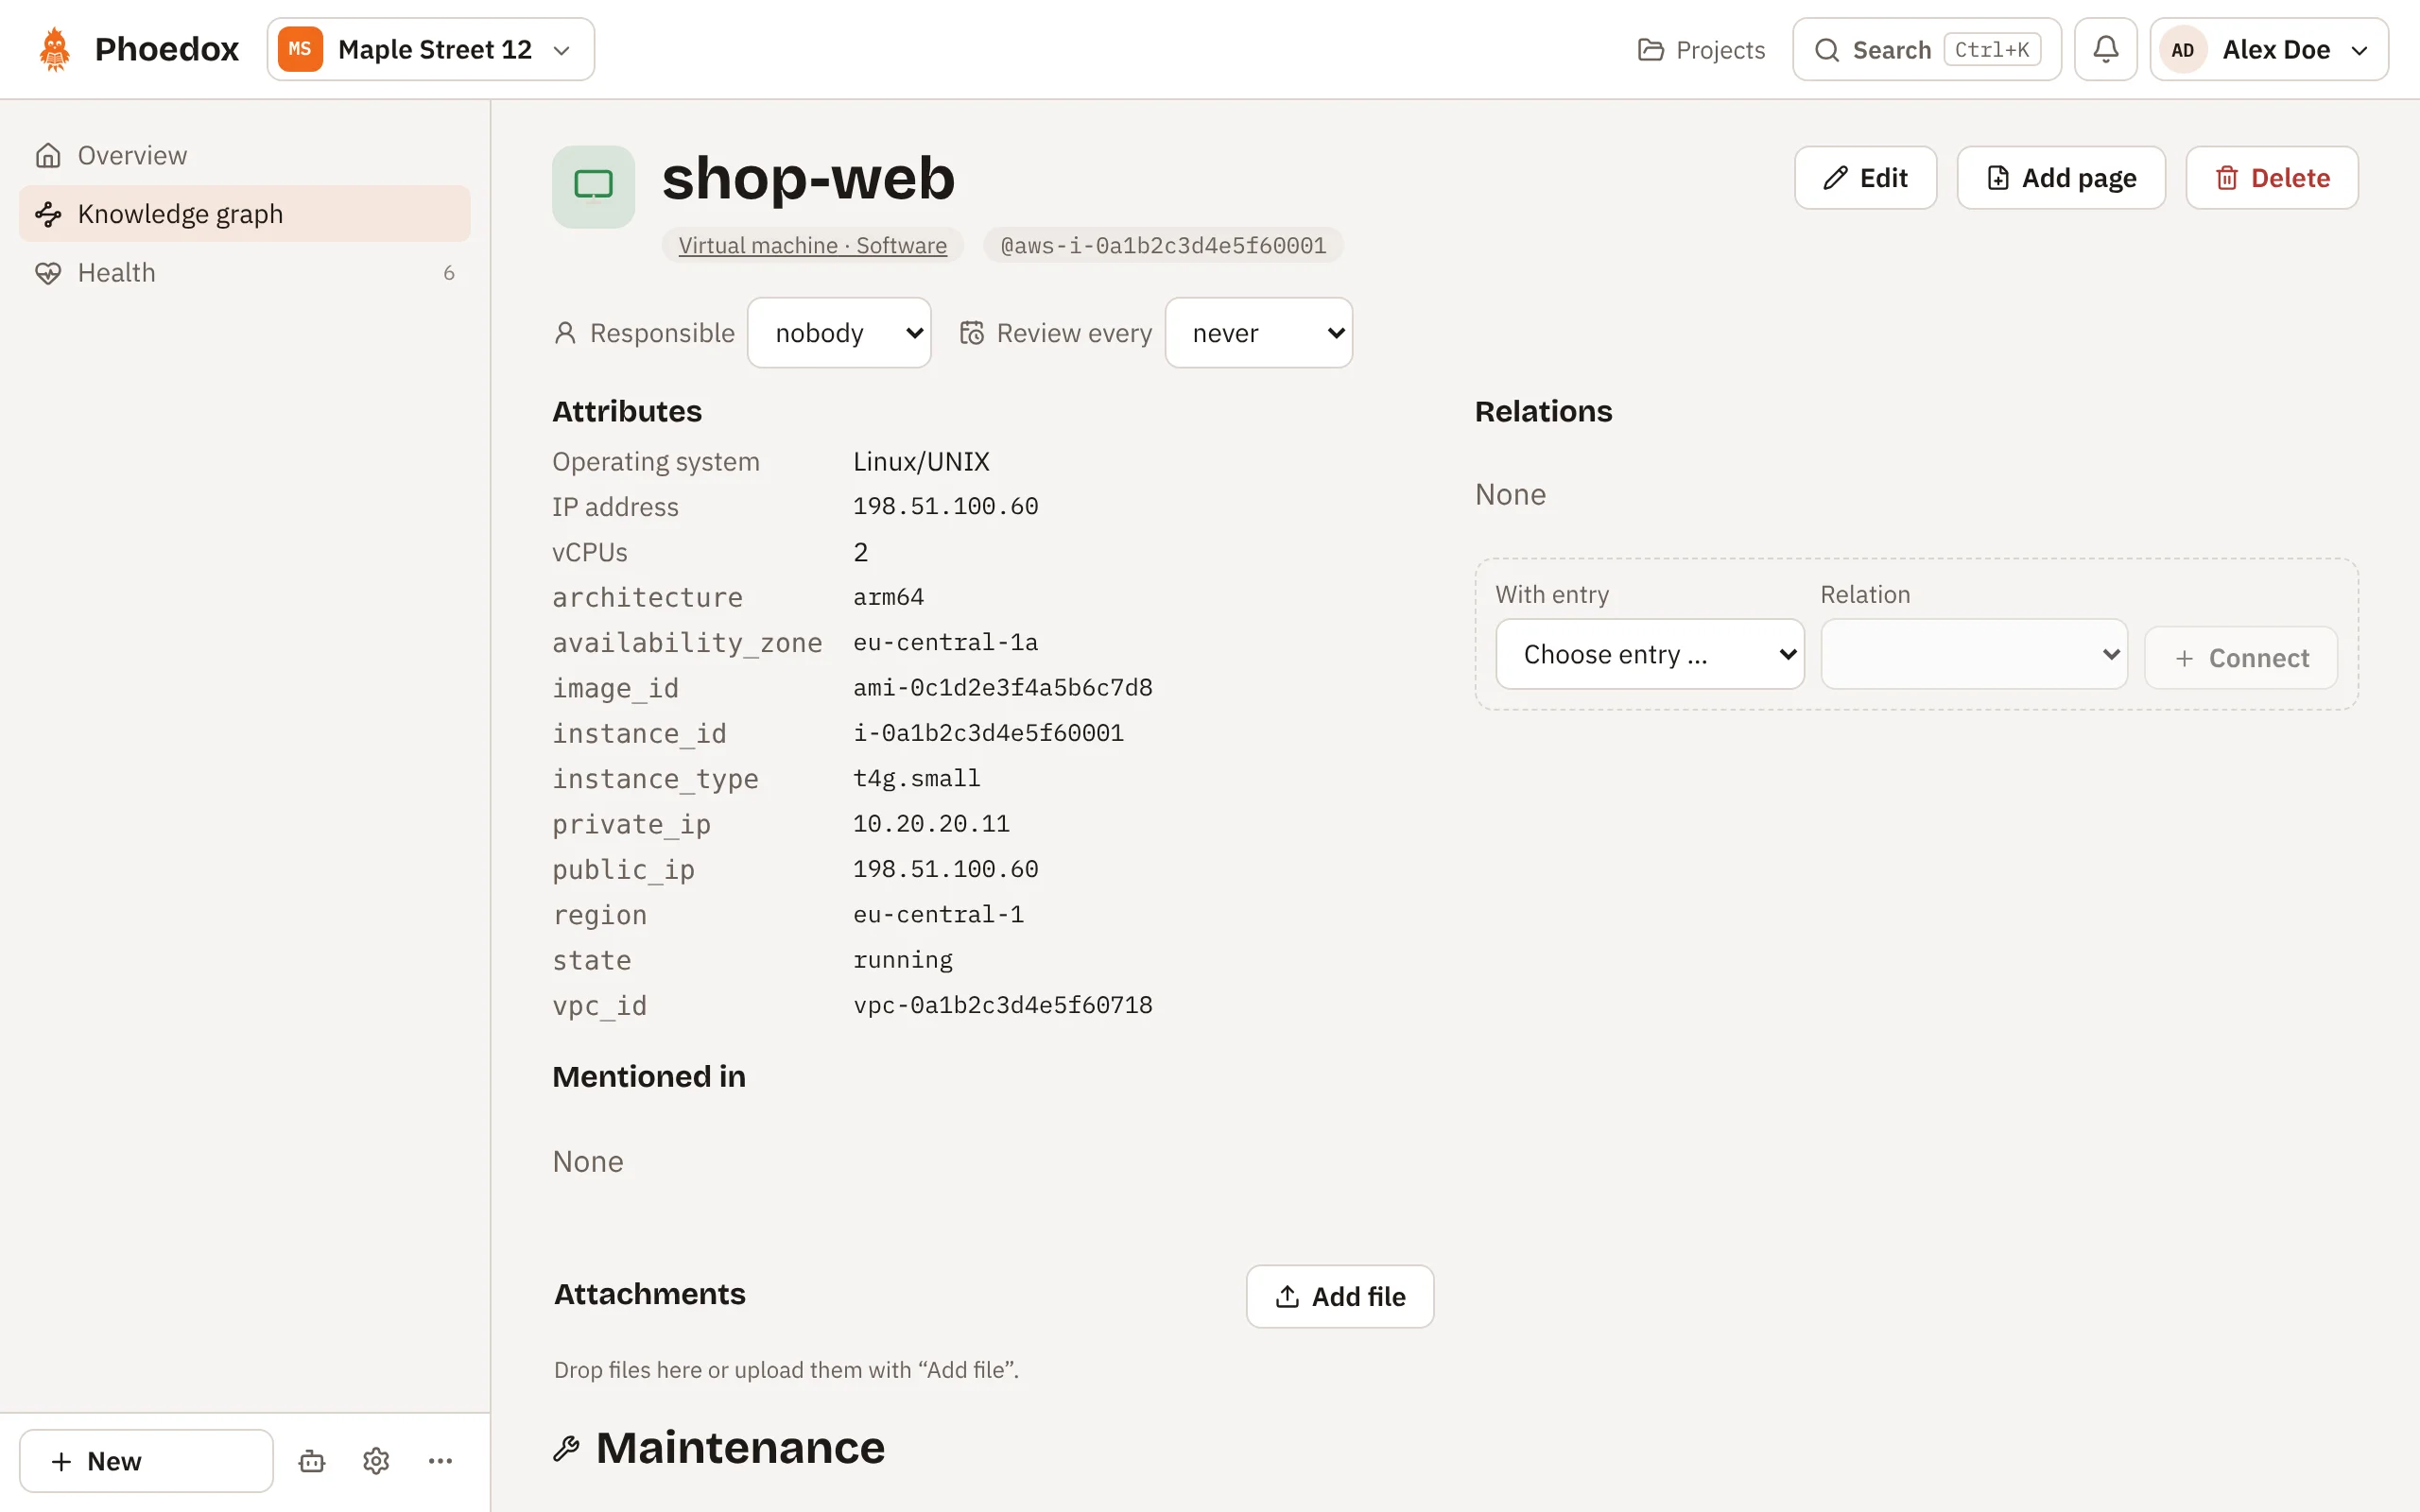 Phoedox
MS Maple Street 12
Projects
Search Ctrl+K
AD Alex Doe
Overview
Knowledge graph
Health 6
shop-web
Edit
Add page
Delete
Virtual machine · Software
@aws-i-0a1b2c3d4e5f60001
Responsible nobody
Review every never
Attributes
Operating system Linux/UNIX
IP address 198.51.100.60
vCPUs 2
architecture arm64
availability_zone eu-central-1a
image_id ami-0c1d2e3f4a5b6c7d8
instance_id i-0a1b2c3d4e5f60001
instance_type t4g.small
private_ip 10.20.20.11
public_ip 198.51.100.60
region eu-central-1
state running
vpc_id vpc-0a1b2c3d4e5f60718
Relations
None
With entry Relation
Choose entry ...
+ Connect
Mentioned in
None
Attachments
Add file
Drop files here or upload them with “Add file”.
Maintenance
+ New